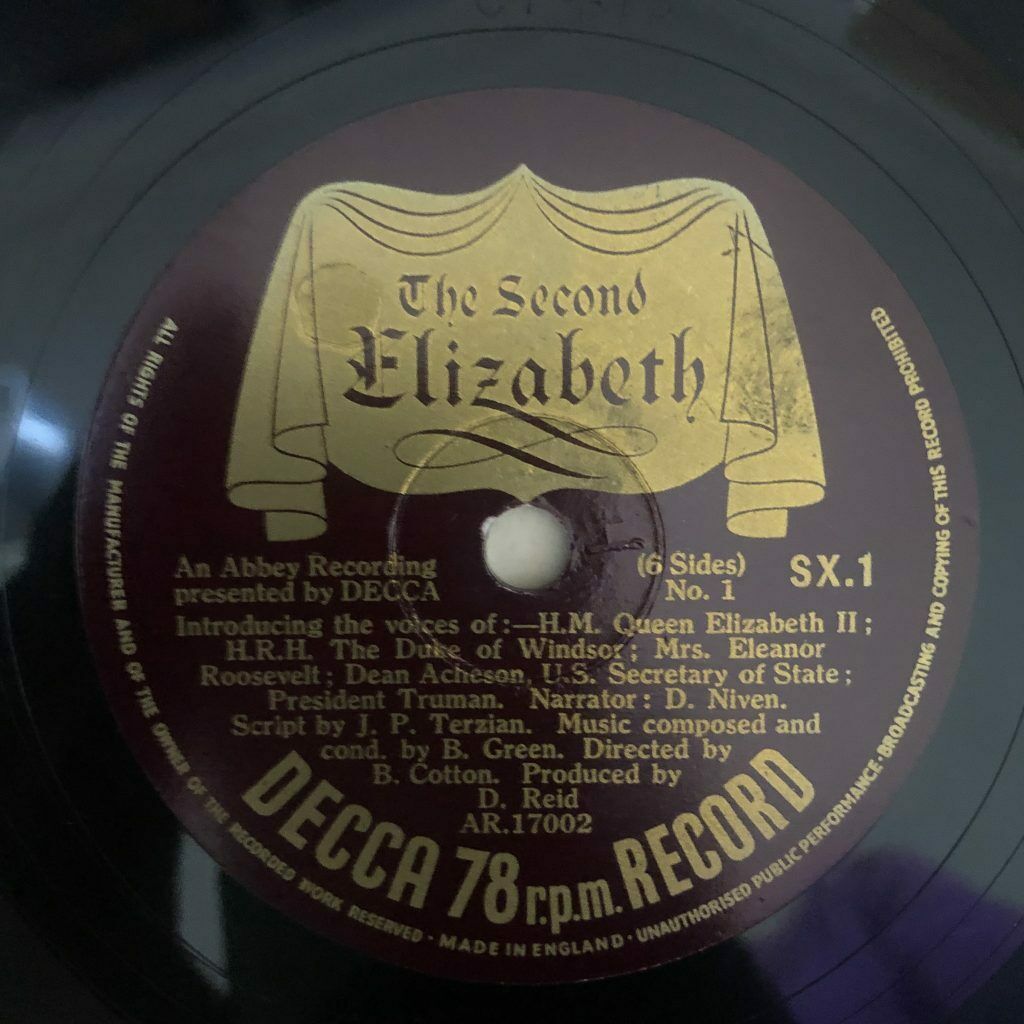 The Second
Elizabeth
An Abbey Recording
presented by DECCA
(6 Sides)
No. 1
SX.1
Introducing the voices of:—H.M. Queen Elizabeth II;
H.R.H. The Duke of Windsor; Mrs. Eleanor
Roosevelt; Dean Acheson, U.S. Secretary of State;
President Truman. Narrator: D. Niven.
Script by J. P. Terzian. Music composed and
cond. by B. Green. Directed by
B. Cotton. Produced by
D. Reid
AR.17002
DECCA 78 r.p.m. RECORD
ALL RIGHTS OF THE MANUFACTURER AND OF THE OWNER OF THE RECORDED WORK RESERVED · MADE IN ENGLAND · UNAUTHORISED PUBLIC PERFORMANCE · BROADCASTING AND COPYING OF THIS RECORD PROHIBITED